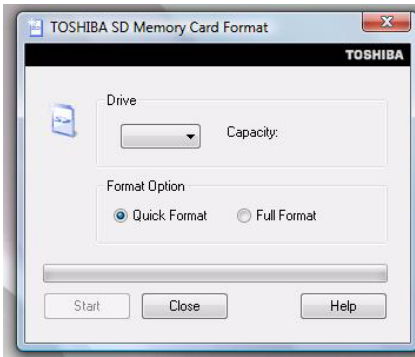 TOSHIBA SD Memory Card Format
TOSHIBA
Drive
Capacity:
Format Option
Quick Format Full Format
Start Close Help